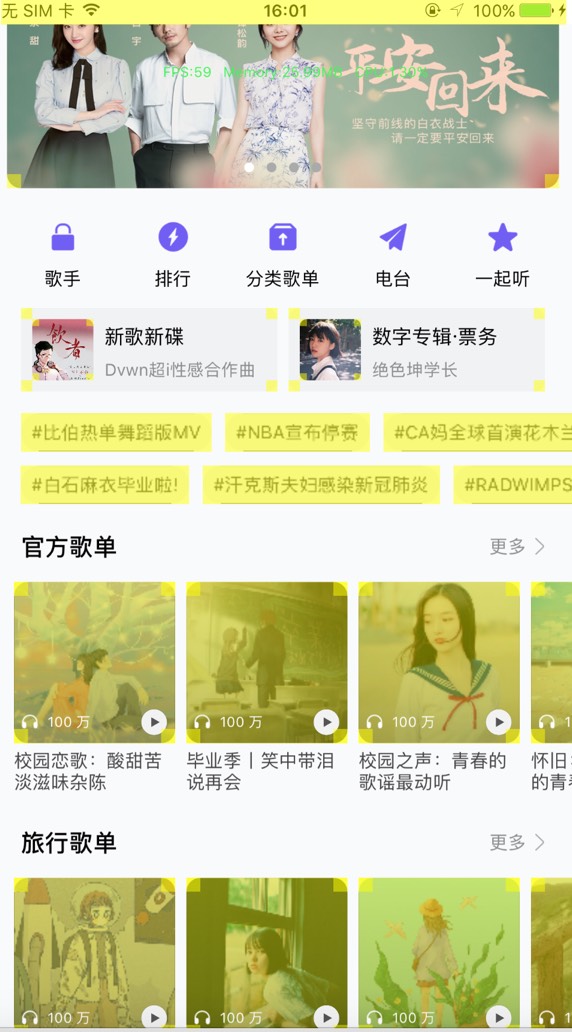 无 SIM 卡 16:01 100%
甜
宇
松韵
FPS:59
平安回来
坚守前线的白衣战士
请一定要平安回来
歌手 排行 分类歌单 电台 一起听
新歌新碟 数字专辑·票务
Dvwn超i性感合作曲 绝色坤学长
飲者
#比伯热单舞蹈版MV #NBA宣布停赛 #CA妈全球首演花木兰
#白石麻衣毕业啦! #汗克斯夫妇感染新冠肺炎 #RADWIMPS
官方歌单 更多
100 万 100 万 100 万 1
校园恋歌：酸甜苦 毕业季丨笑中带泪 校园之声：青春的 怀旧
淡滋味杂陈 说再会 歌谣最动听 的青
旅行歌单 更多
100 万 100 万 100 万 1